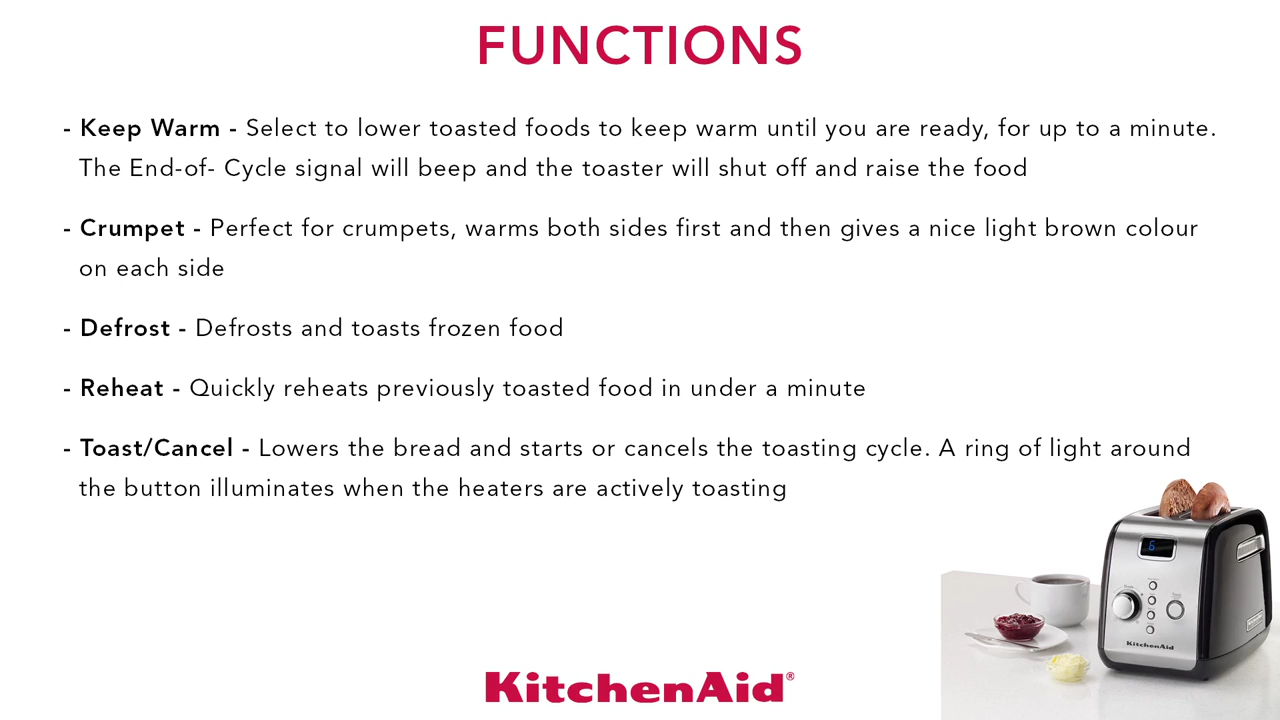 FUNCTIONS
- Keep Warm - Select to lower toasted foods to keep warm until you are ready, for up to a minute.
The End-of- Cycle signal will beep and the toaster will shut off and raise the food
- Crumpet - Perfect for crumpets, warms both sides first and then gives a nice light brown colour
on each side
- Defrost - Defrosts and toasts frozen food
- Reheat - Quickly reheats previously toasted food in under a minute
- Toast/Cancel - Lowers the bread and starts or cancels the toasting cycle. A ring of light around
the button illuminates when the heaters are actively toasting
6
KitchenAid
KitchenAid®